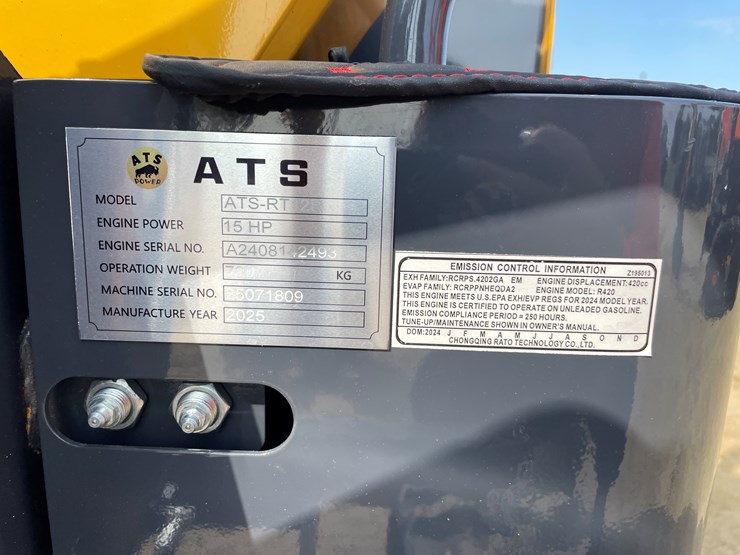 ATS
POWER
ATS
MODEL ATS-RT
ENGINE POWER 15 HP
ENGINE SERIAL NO.
OPERATION WEIGHT KG
MACHINE SERIAL NO. 25071809
MANUFACTURE YEAR 2025
EMISSION CONTROL INFORMATION Z195013
EXH FAMILY:RCRPS.4202GA EM ENGINE DISPLACEMENT:420cc
EVAP FAMILY:RCRPPNHEQDA2 ENGINE MODEL: R420
THIS ENGINE MEETS U.S.EPA EXH/EVP REGS FOR 2024 MODEL YEAR.
THIS ENGINE IS CERTIFIED TO OPERATE ON UNLEADED GASOLINE.
EMISSION COMPLIANCE PERIOD = 250 HOURS.
TUNE-UP/MAINTENANCE SHOWN IN OWNER'S MANUAL.
DOM:2024 J F M A M J J A S O N D
CHONGQING RATO TECHNOLOGY CO.,LTD.